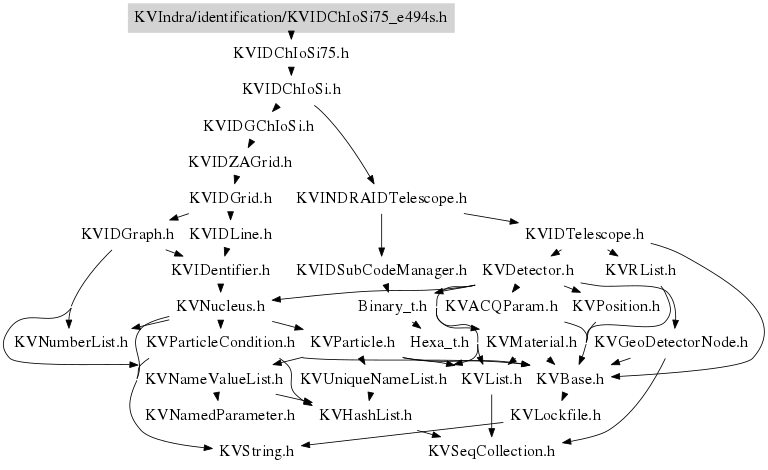 KVIndra/identification/KVIDChIoSi75_e494s.h
KVIDChIoSi75.h
KVIDChIoSi.h
KVIDGChIoSi.h
KVIDZAGrid.h
KVIDGrid.h KVINDRAIDTelescope.h
KVIDGraph.h KVIDLine.h KVIDTelescope.h
KVIDentifier.h KVIDSubCodeManager.h KVDetector.h KVRList.h
KVNucleus.h Binary_t.h KVACQParam.h KVPosition.h
KVNumberList.h KVParticleCondition.h KVParticle.h Hexa_t.h KVMaterial.h KVGeoDetectorNode.h
KVNameValueList.h KVUniqueNameList.h KVList.h KVBase.h
KVNamedParameter.h KVHashList.h KVLockfile.h
KVString.h KVSeqCollection.h